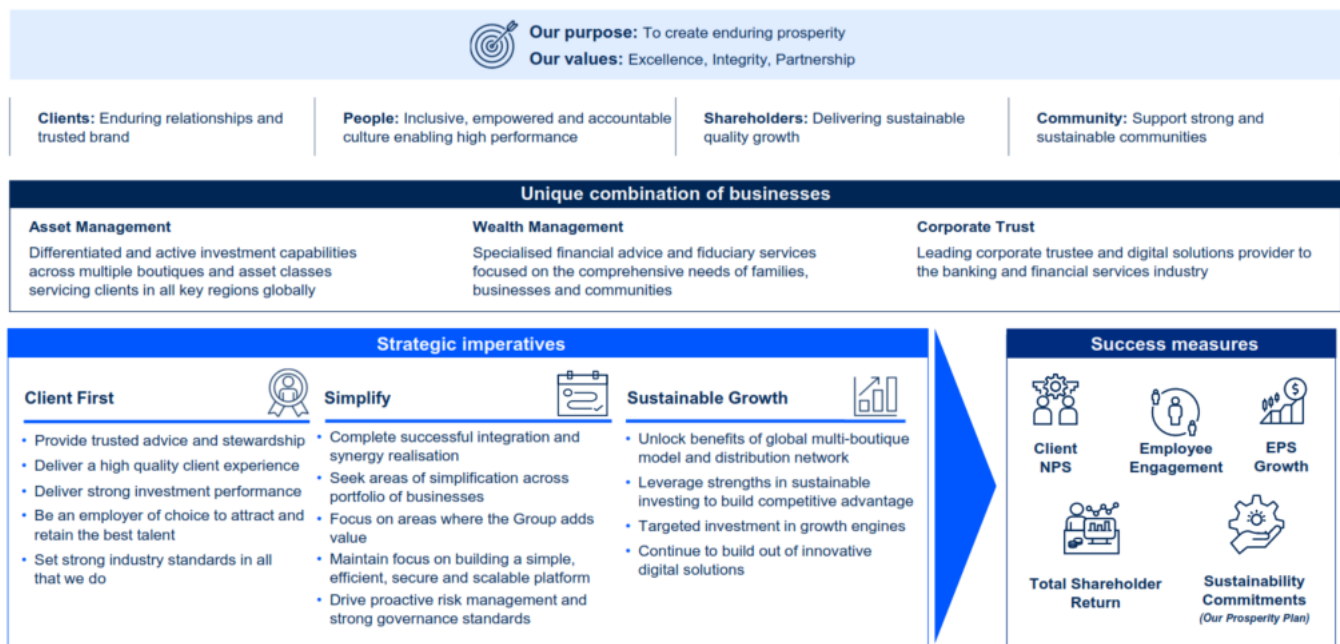 Our purpose: To create enduring prosperity
Our values: Excellence, Integrity, Partnership
Clients: Enduring relationships and
trusted brand
People: Inclusive, empowered and accountable
culture enabling high performance
Shareholders: Delivering sustainable
quality growth
Community: Support strong and
sustainable communities
Unique combination of businesses
Asset Management
Differentiated and active investment capabilities
across multiple boutiques and asset classes
servicing clients in all key regions globally
Wealth Management
Specialised financial advice and fiduciary services
focused on the comprehensive needs of families,
businesses and communities
Corporate Trust
Leading corporate trustee and digital solutions provider to
the banking and financial services industry
Strategic imperatives
Client First
• Provide trusted advice and stewardship
• Deliver a high quality client experience
• Deliver strong investment performance
• Be an employer of choice to attract and
retain the best talent
• Set strong industry standards in all
that we do
Simplify
• Complete successful integration and
synergy realisation
• Seek areas of simplification across
portfolio of businesses
• Focus on areas where the Group adds
value
• Maintain focus on building a simple,
efficient, secure and scalable platform
• Drive proactive risk management and
strong governance standards
Sustainable Growth
• Unlock benefits of global multi-boutique
model and distribution network
• Leverage strengths in sustainable
investing to build competitive advantage
• Targeted investment in growth engines
• Continue to build out of innovative
digital solutions
Success measures
Client
NPS
Employee
Engagement
$
EPS
Growth
Total Shareholder
Return
Sustainability
Commitments
(Our Prosperity Plan)